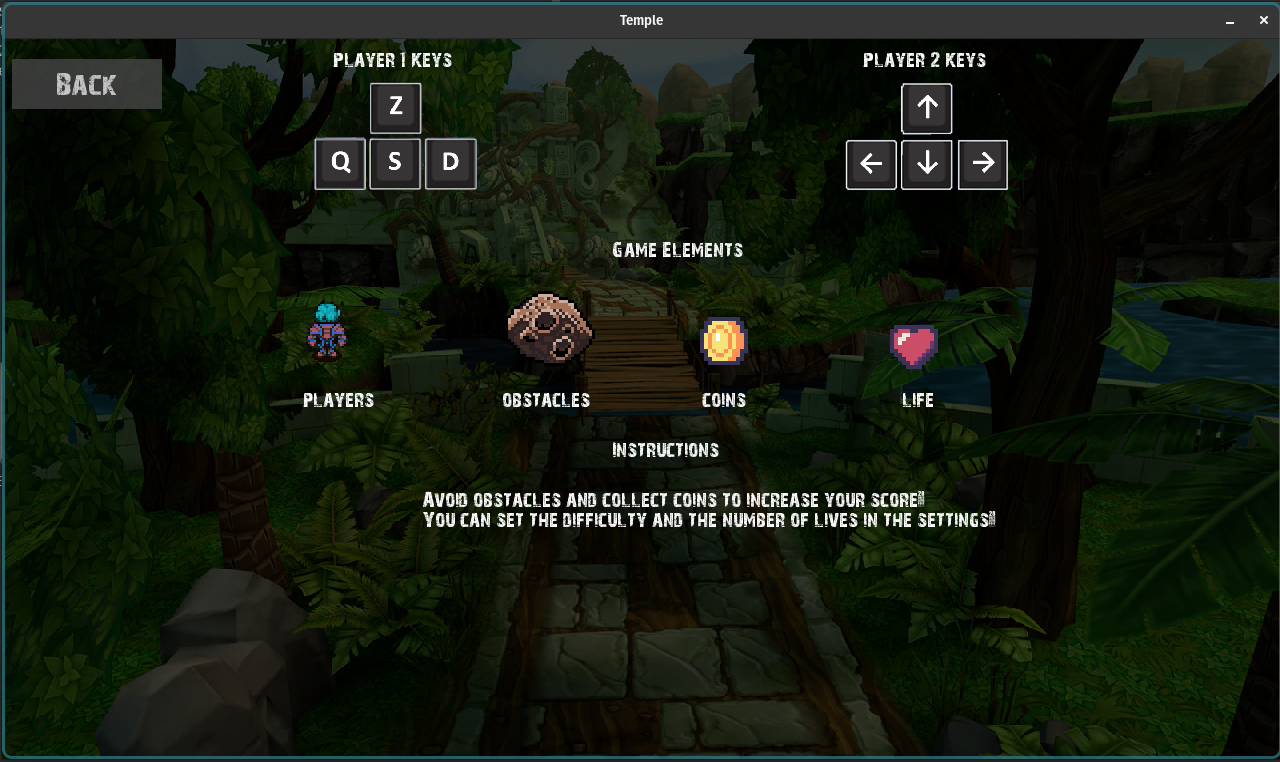 Temple
BACK
PLAYER 1 KEYS
PLAYER 2 KEYS
Z
Q S D
↑
← ↓ →
GAME ELEMENTS
PLAYERS
OBSTACLES
COINS
LIFE
INSTRUCTIONS
AVOID OBSTACLES AND COLLECT COINS TO INCREASE YOUR SCORE
YOU CAN SET THE DIFFICULTY AND THE NUMBER OF LIVES IN THE SETTINGS